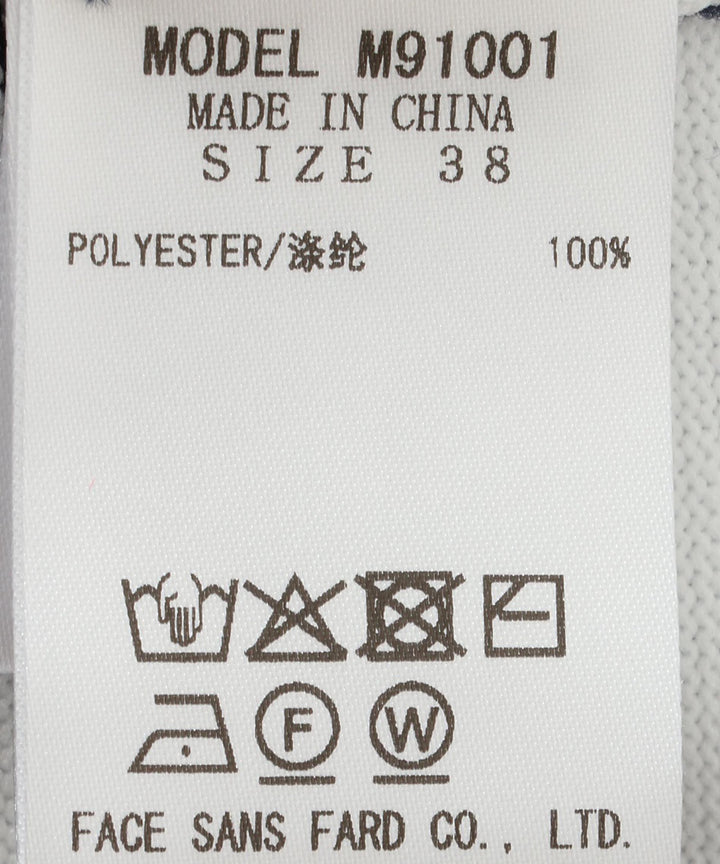 MODEL M91001
MADE IN CHINA
SIZE 38
POLYESTER/涤纶 100%
F W
FACE SANS FARD CO., LTD.